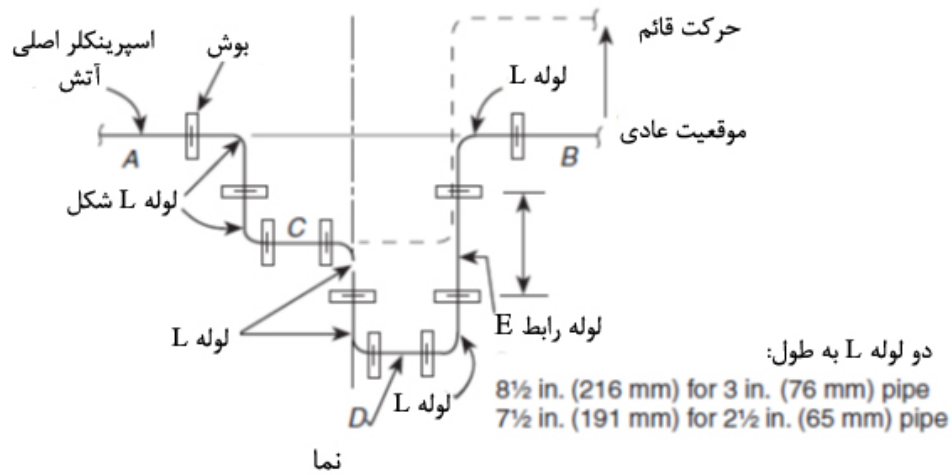 حرکت قائم
اسپرینکلر اصلی
آتش
بوش
لوله L
موقعیت عادی
A
B
لوله L شکل
C
لوله L
لوله رابط E
دو لوله L به طول:
8½ in. (216 mm) for 3 in. (76 mm) pipe
7½ in. (191 mm) for 2½ in. (65 mm) pipe
لوله L
D
نما